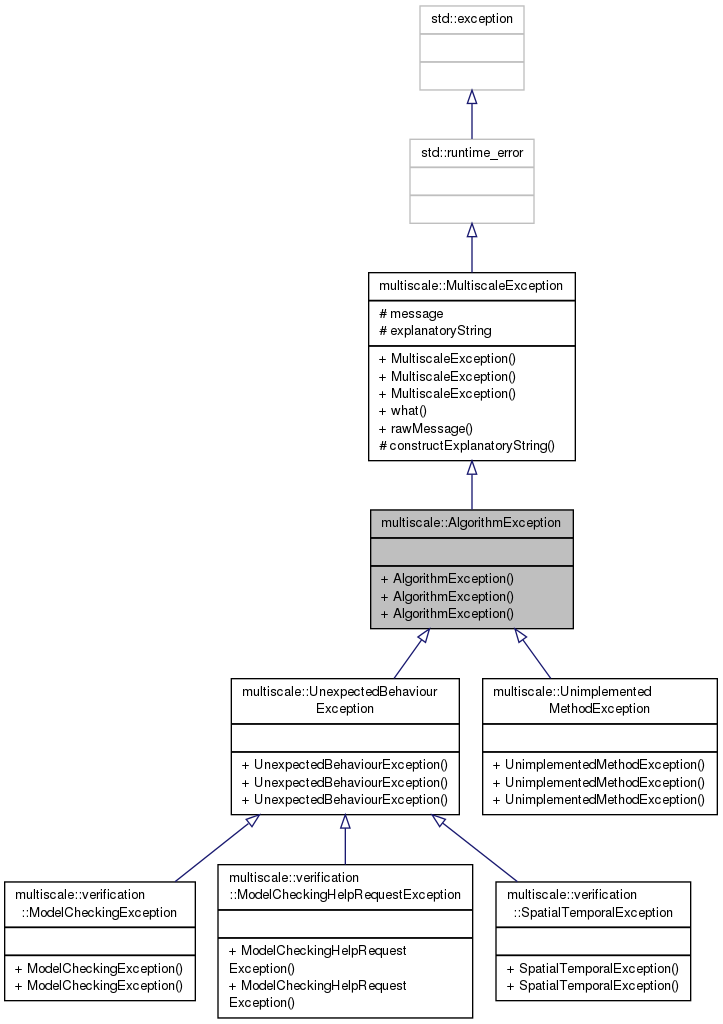 std::exception
std::runtime_error
multiscale::MultiscaleException
# message
# explanatoryString
+ MultiscaleException()
+ MultiscaleException()
+ MultiscaleException()
+ what()
+ rawMessage()
# constructExplanatoryString()
multiscale::AlgorithmException
+ AlgorithmException()
+ AlgorithmException()
+ AlgorithmException()
multiscale::UnexpectedBehaviour
Exception
+ UnexpectedBehaviourException()
+ UnexpectedBehaviourException()
+ UnexpectedBehaviourException()
multiscale::Unimplemented
MethodException
+ UnimplementedMethodException()
+ UnimplementedMethodException()
+ UnimplementedMethodException()
multiscale::verification
::ModelCheckingException
+ ModelCheckingException()
+ ModelCheckingException()
multiscale::verification
::ModelCheckingHelpRequestException
+ ModelCheckingHelpRequest
Exception()
+ ModelCheckingHelpRequest
Exception()
multiscale::verification
::SpatialTemporalException
+ SpatialTemporalException()
+ SpatialTemporalException()